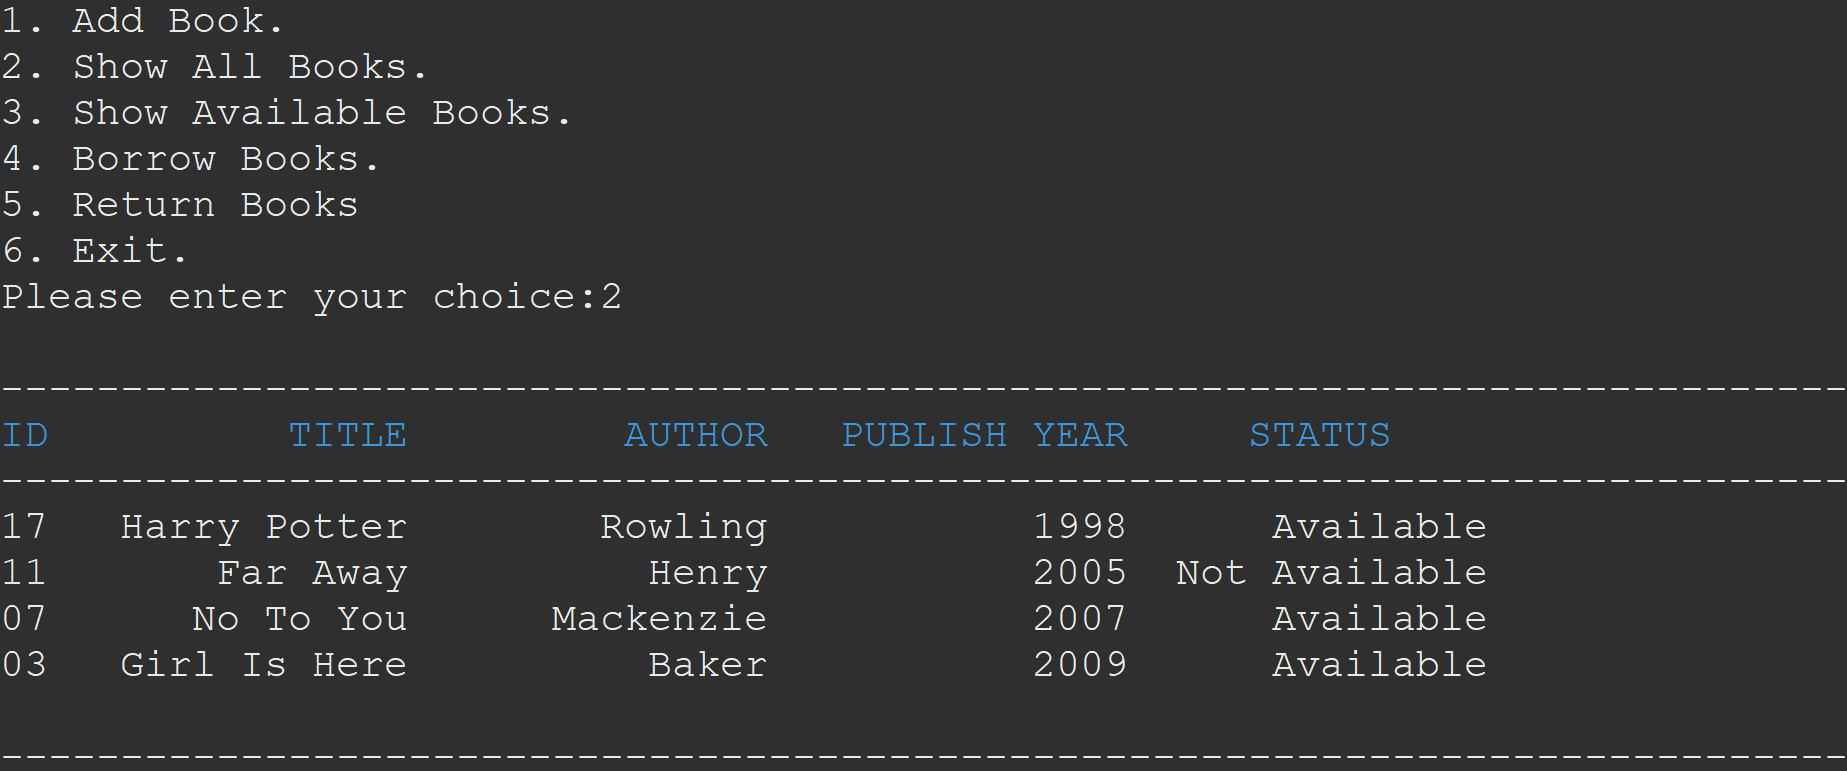 1. Add Book.
2. Show All Books.
3. Show Available Books.
4. Borrow Books.
5. Return Books
6. Exit.
Please enter your choice:2
-----------------------------------------------------------------------------
ID          TITLE         AUTHOR   PUBLISH YEAR     STATUS
-----------------------------------------------------------------------------
17   Harry Potter        Rowling           1998      Available
11       Far Away          Henry           2005  Not Available
07      No To You      Mackenzie           2007      Available
03   Girl Is Here          Baker           2009      Available
-----------------------------------------------------------------------------